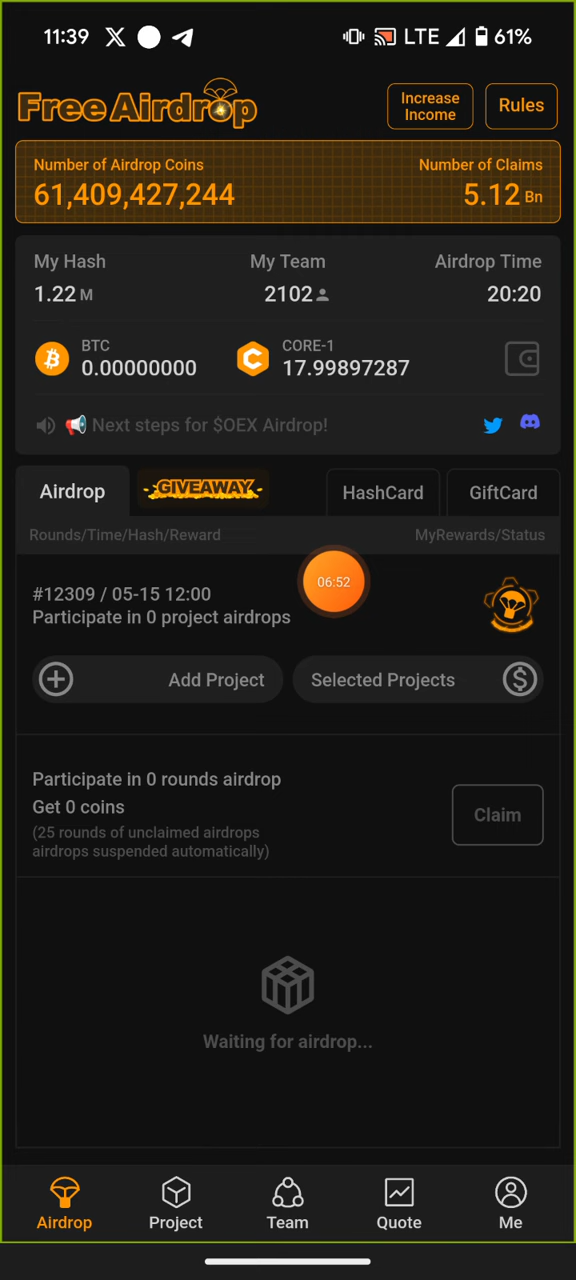 11:39 LTE 61%
Free Airdrop
Increase Income
Rules
Number of Airdrop Coins Number of Claims
61,409,427,244 5.12 Bn
My Hash My Team Airdrop Time
1.22 M 2102 20:20
BTC CORE-1
0.00000000 17.99897287
Next steps for $OEX Airdrop!
Airdrop GIVEAWAY HashCard GiftCard
Rounds/Time/Hash/Reward MyRewards/Status
06:52
#12309 / 05-15 12:00
Participate in 0 project airdrops
Add Project Selected Projects
Participate in 0 rounds airdrop
Get 0 coins
Claim
(25 rounds of unclaimed airdrops
airdrops suspended automatically)
Waiting for airdrop...
Airdrop Project Team Quote Me